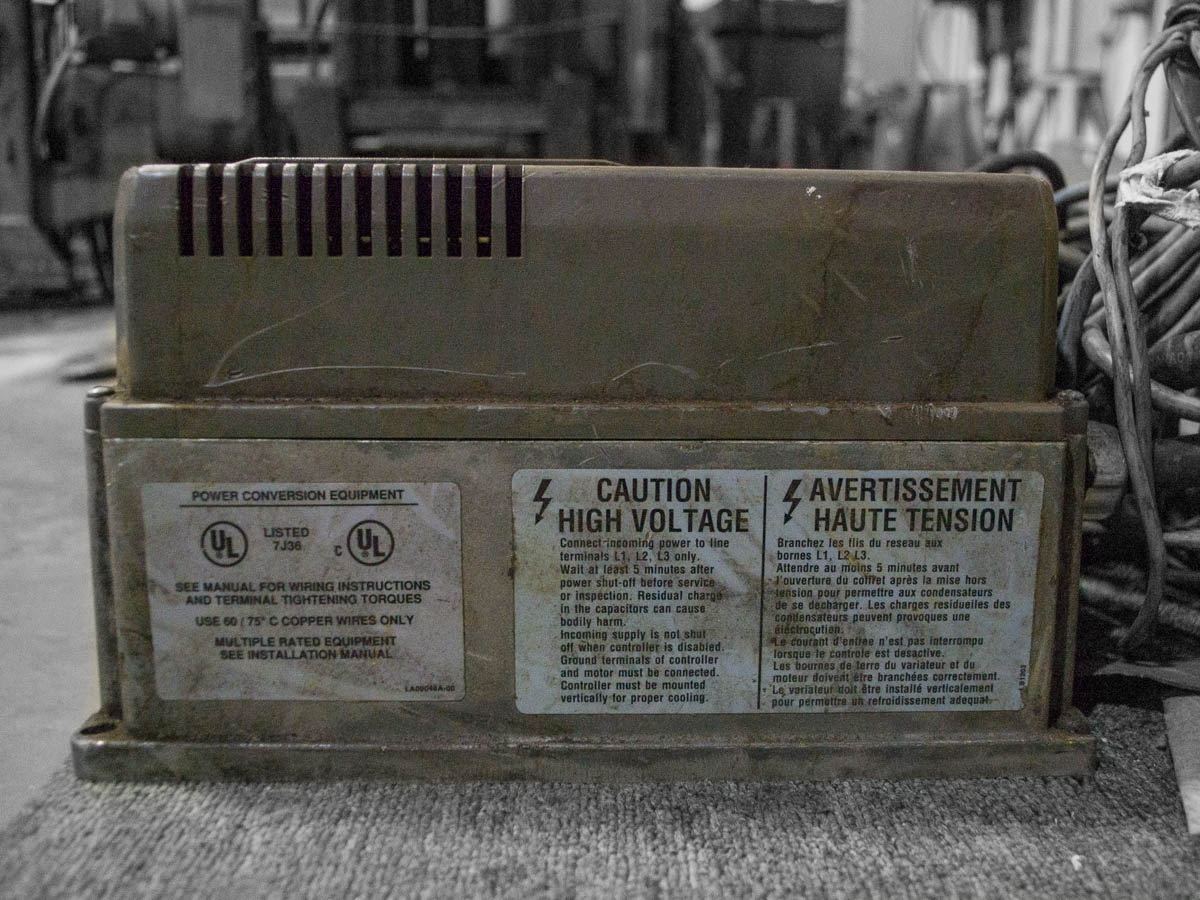 POWER CONVERSION EQUIPMENT
UL LISTED C UL
7J36
SEE MANUAL FOR WIRING INSTRUCTIONS
AND TERMINAL TIGHTENING TORQUES
USE 60 / 75° C COPPER WIRES ONLY
MULTIPLE RATED EQUIPMENT
SEE INSTALLATION MANUAL
LA09046A-00
CAUTION
HIGH VOLTAGE
Connect incoming power to line
terminals L1, L2, L3 only.
Wait at least 5 minutes after
power shut-off before service
or inspection. Residual charge
in the capacitors can cause
bodily harm.
Incoming supply is not shut
off when controller is disabled.
Ground terminals of controller
and motor must be connected.
Controller must be mounted
vertically for proper cooling.
AVERTISSEMENT
HAUTE TENSION
Branchez les fils du reseau aux
bornes L1, L2 L3.
Attendre au moins 5 minutes avant
l'ouverture du coffret après la mise hors
tension pour permettre aux condensateurs
de se decharger. Les charges residuelles des
condensateurs peuvent provoques une
électrocution.
Le courant d'entree n'est pas interrompu
lorsque le controle est desactive.
Les bournes de terre du variateur et du
moteur doivent être branchées correctement.
Le variateur doit être installé verticalement
pour permettre un refroidissement adequat.